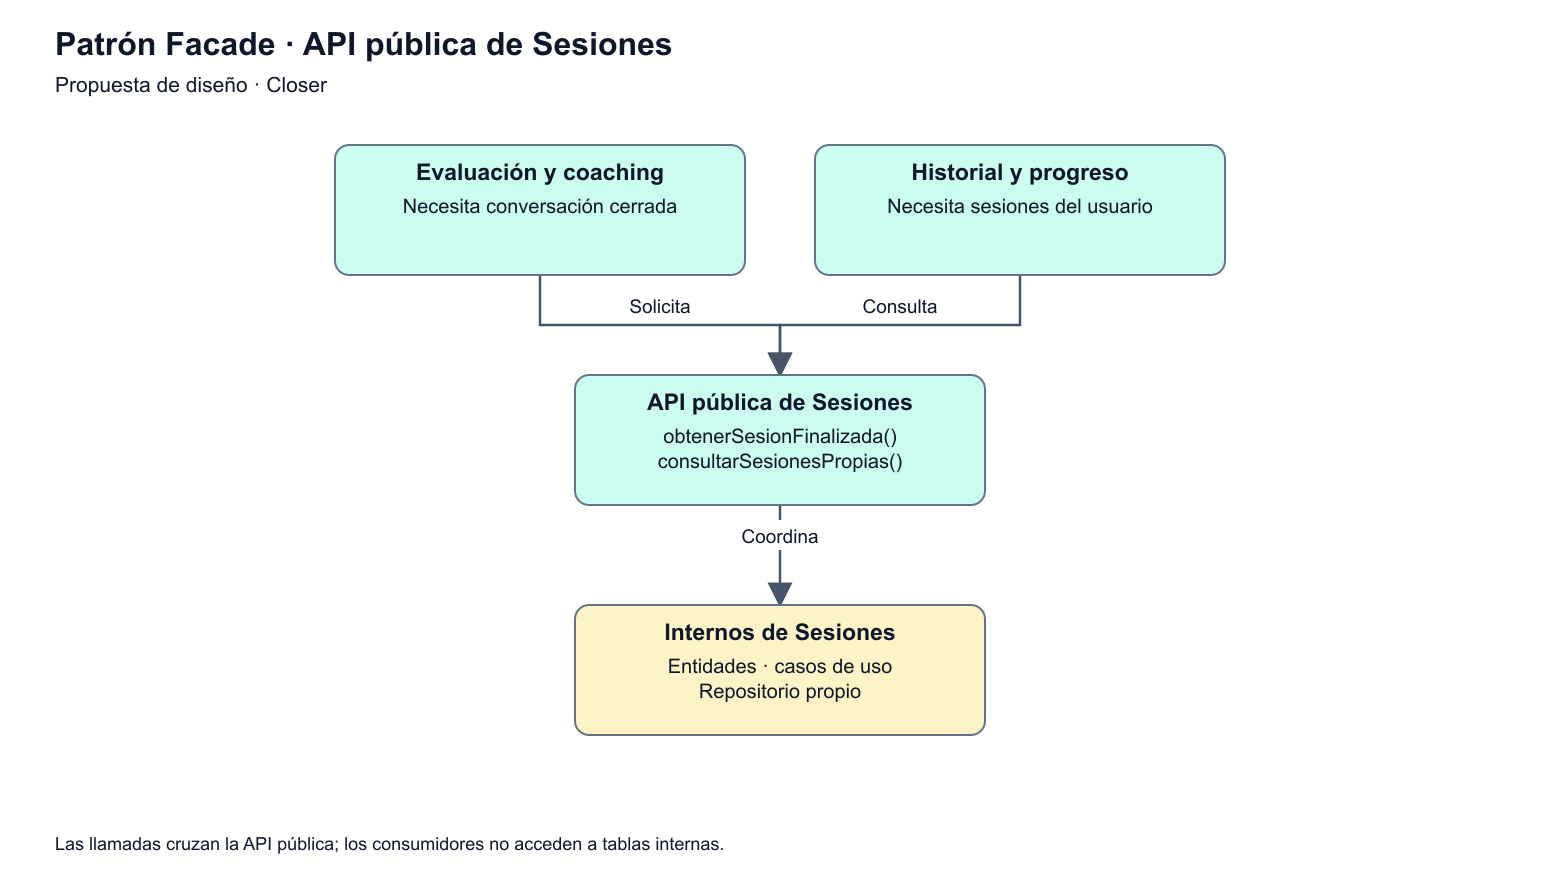 Patrón Facade · API pública de Sesiones
Propuesta de diseño · Closer
Evaluación y coaching
Necesita conversación cerrada
Historial y progreso
Necesita sesiones del usuario
Solicita
Consulta
API pública de Sesiones
obtenerSesionFinalizada()
consultarSesionesPropias()
Coordina
Internos de Sesiones
Entidades · casos de uso
Repositorio propio
Las llamadas cruzan la API pública; los consumidores no acceden a tablas internas.